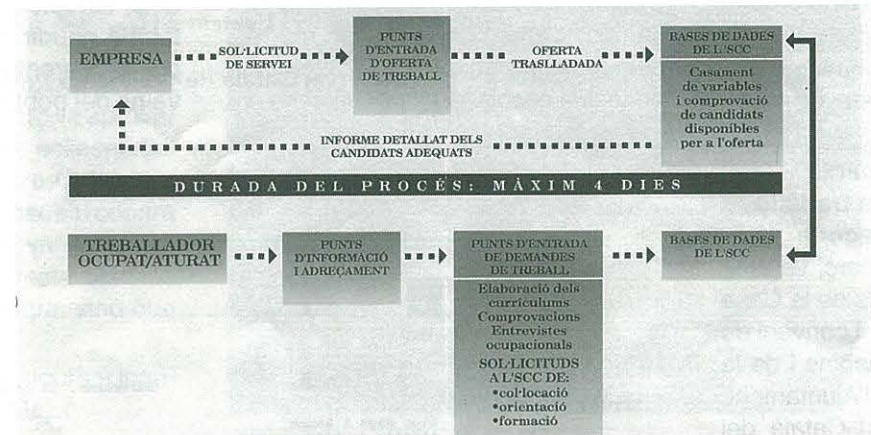 EMPRESA
SOL·LICITUD
DE SERVEI
PUNTS
D'ENTRADA
D'OFERTA
DE TREBALL
OFERTA
TRASLLADADA
BASES DE DADES
DE L'SCC
Casament
de variables
i comprovació
de candidats
disponibles
per a l'oferta
INFORME DETALLAT DELS
CANDIDATS ADEQUATS
DURADA DEL PROCÉS: MÀXIM 4 DIES
TREBALLADOR
OCUPAT/ATURAT
PUNTS
D'INFORMACIÓ
I ADREÇAMENT
PUNTS D'ENTRADA
DE DEMANDES
DE TREBALL
Elaboració dels
currículums
Comprovacions
Entrevistes
ocupacionals
SOL·LICITUDS
A L'SCC DE:
•col·locació
•orientació
•formació
BASES DE DADES
DE L'SCC